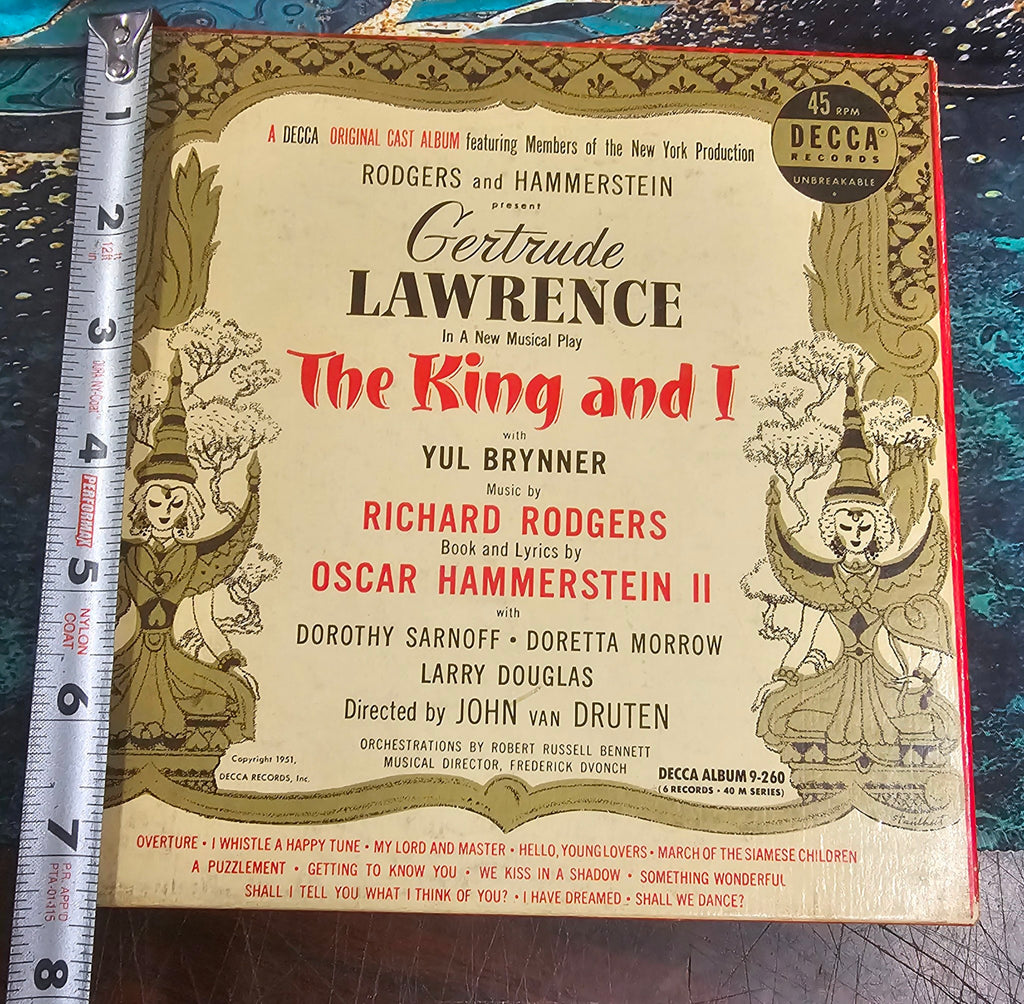 A DECCA ORIGINAL CAST ALBUM featuring Members of the New York Production
45 RPM
DECCA®
RECORDS
UNBREAKABLE
RODGERS and HAMMERSTEIN
present
Gertrude
LAWRENCE
In A New Musical Play
The King and I
with
YUL BRYNNER
Music by
RICHARD RODGERS
Book and Lyrics by
OSCAR HAMMERSTEIN II
with
DOROTHY SARNOFF • DORETTA MORROW
LARRY DOUGLAS
Directed by JOHN VAN DRUTEN
ORCHESTRATIONS BY ROBERT RUSSELL BENNETT
MUSICAL DIRECTOR, FREDERICK DVONCH
Copyright 1951,
DECCA RECORDS, Inc.
DECCA ALBUM 9-260
(6 RECORDS • 40 M SERIES)
OVERTURE • I WHISTLE A HAPPY TUNE • MY LORD AND MASTER • HELLO, YOUNG LOVERS • MARCH OF THE SIAMESE CHILDREN
A PUZZLEMENT • GETTING TO KNOW YOU • WE KISS IN A SHADOW • SOMETHING WONDERFUL
SHALL I TELL YOU WHAT I THINK OF YOU? • I HAVE DREAMED • SHALL WE DANCE?
1
2
12ft
in
3
4
PERFORMAX
5
NYLON
COAT
6
7
8